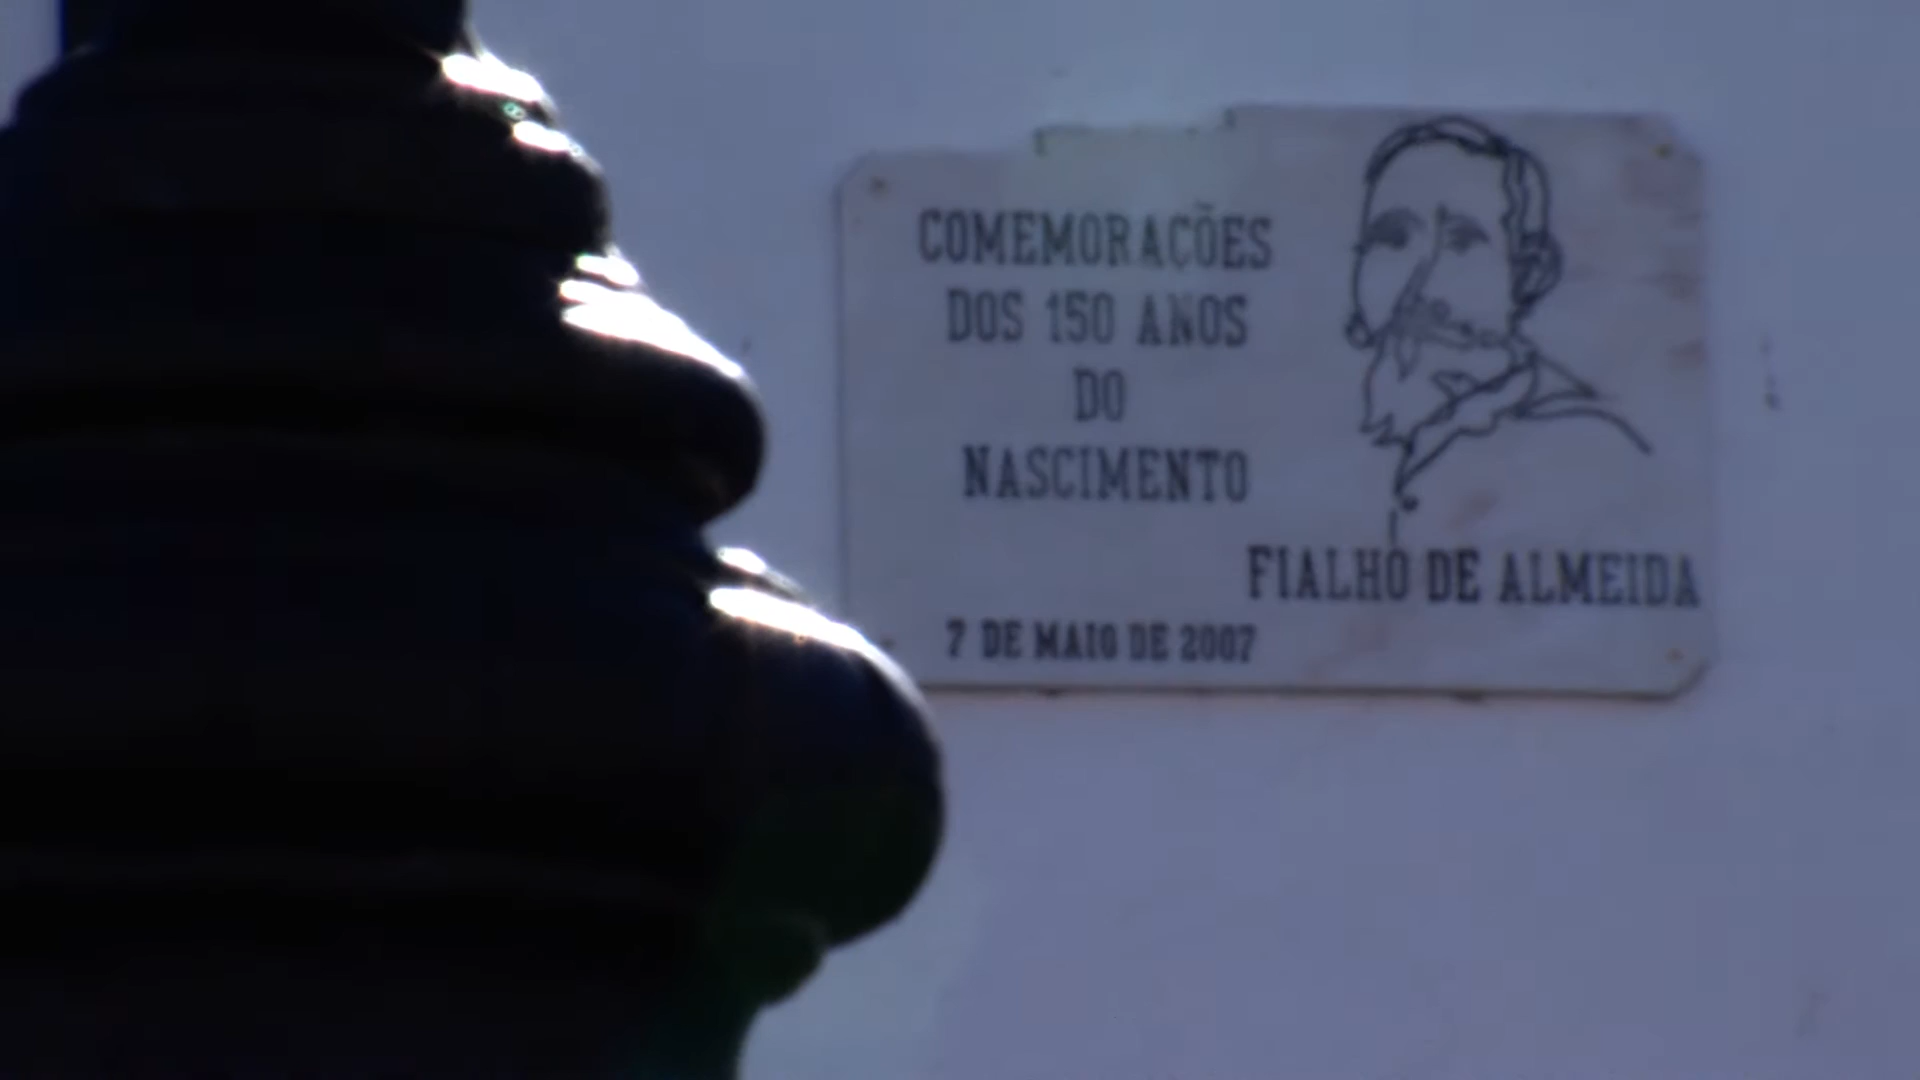 COMEMORAÇÕES
DOS 150 ANOS
DO
NASCIMENTO
FIALHO DE ALMEIDA
7 DE MAIO DE 2007